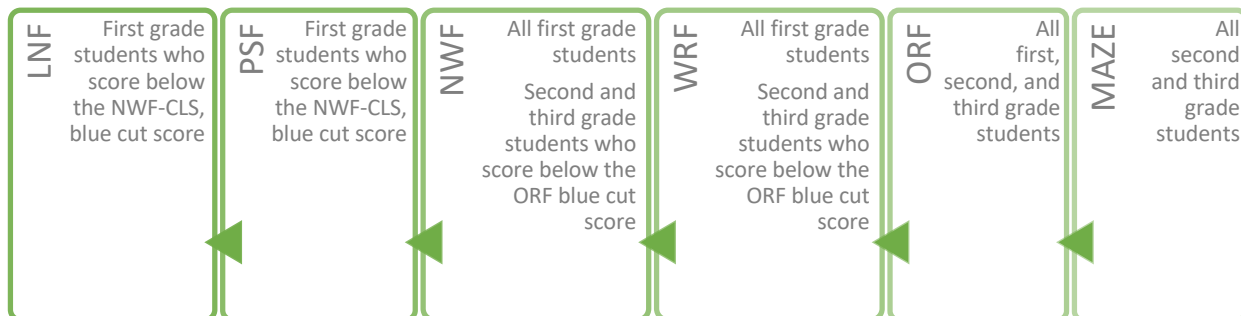 LNF
First grade
students who
score below
the NWF-CLS,
blue cut score
PSF
First grade
students who
score below
the NWF-CLS,
blue cut score
NWF
All first grade
students
Second and
third grade
students who
score below the
ORF blue cut
score
WRF
All first grade
students
Second and
third grade
students who
score below the
ORF blue cut
score
ORF
All
first,
second, and
third grade
students
MAZE
All
second
and third
grade
students